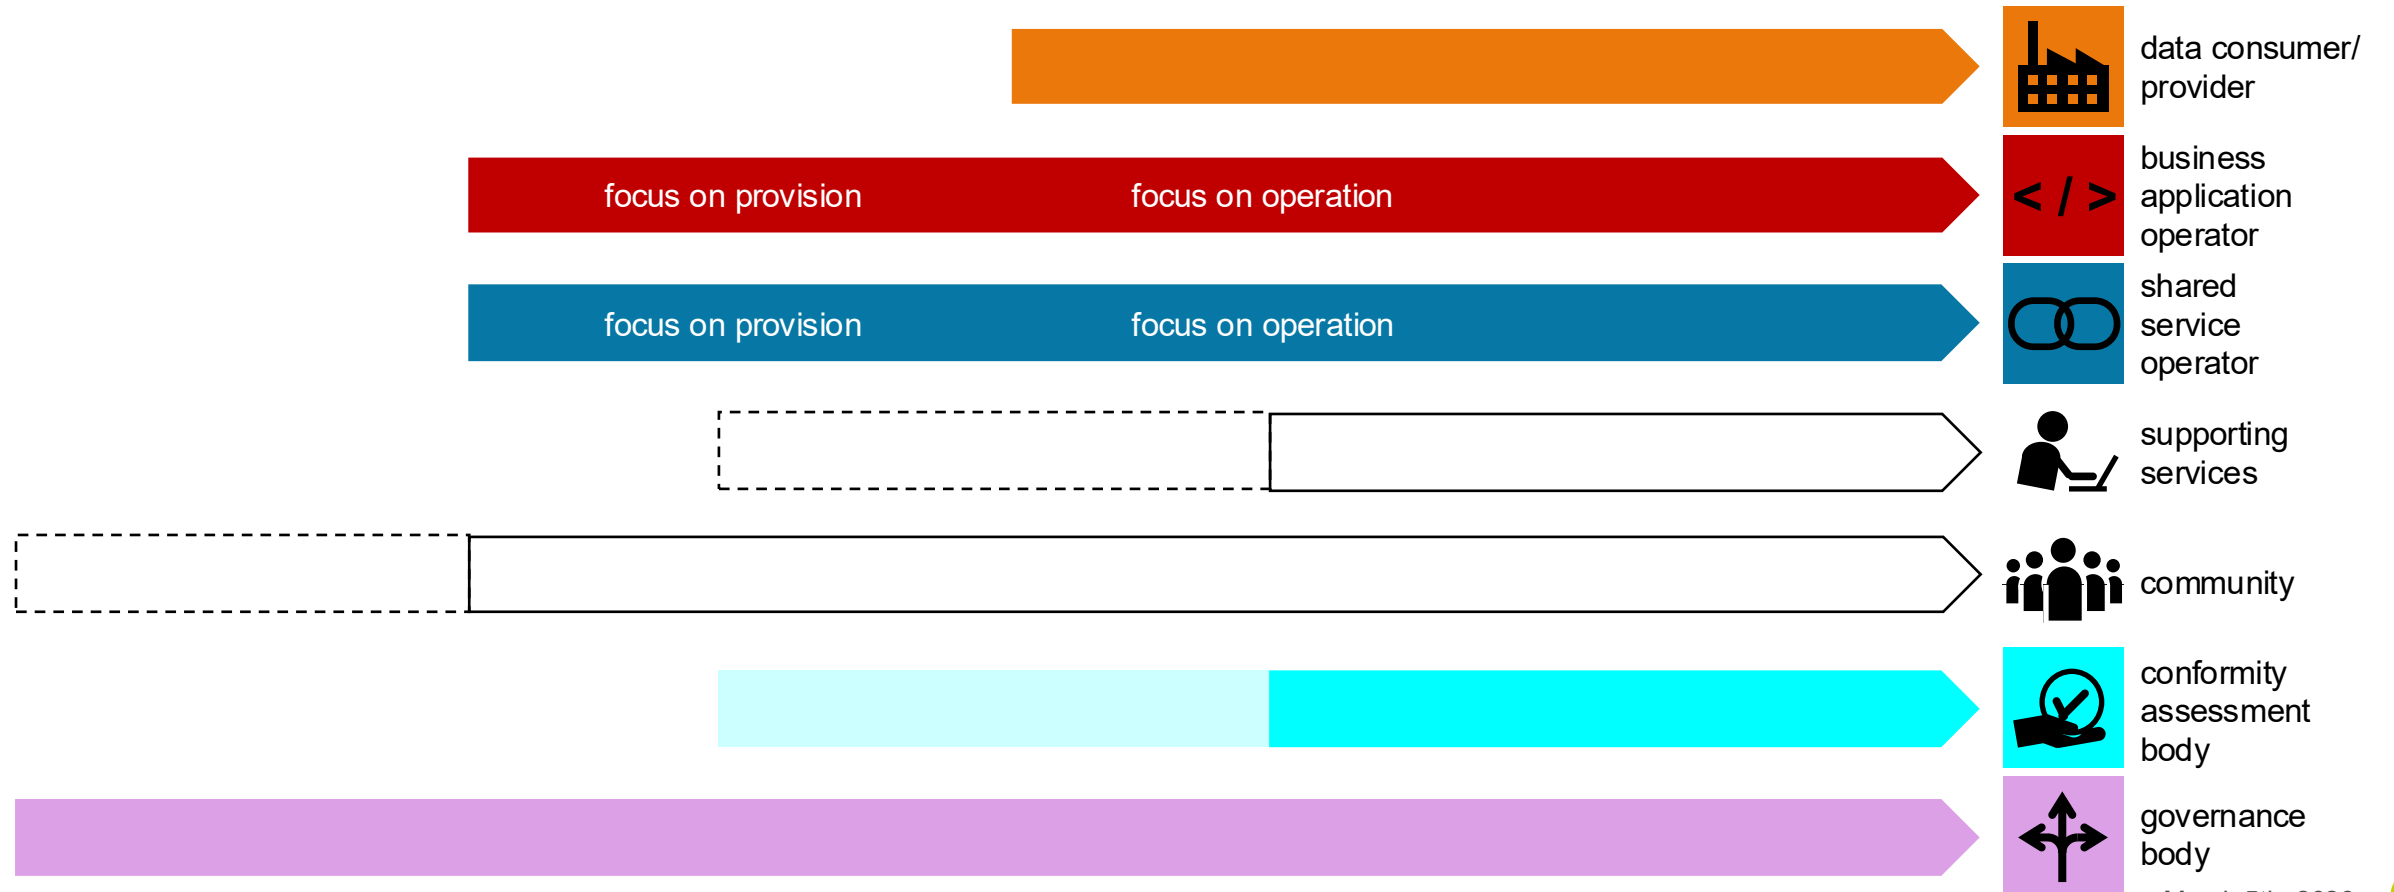 data consumer/
provider
business
application
operator
focus on provision
focus on operation
shared
service
operator
focus on provision
focus on operation
supporting
services
community
conformity
assessment
body
governance
body